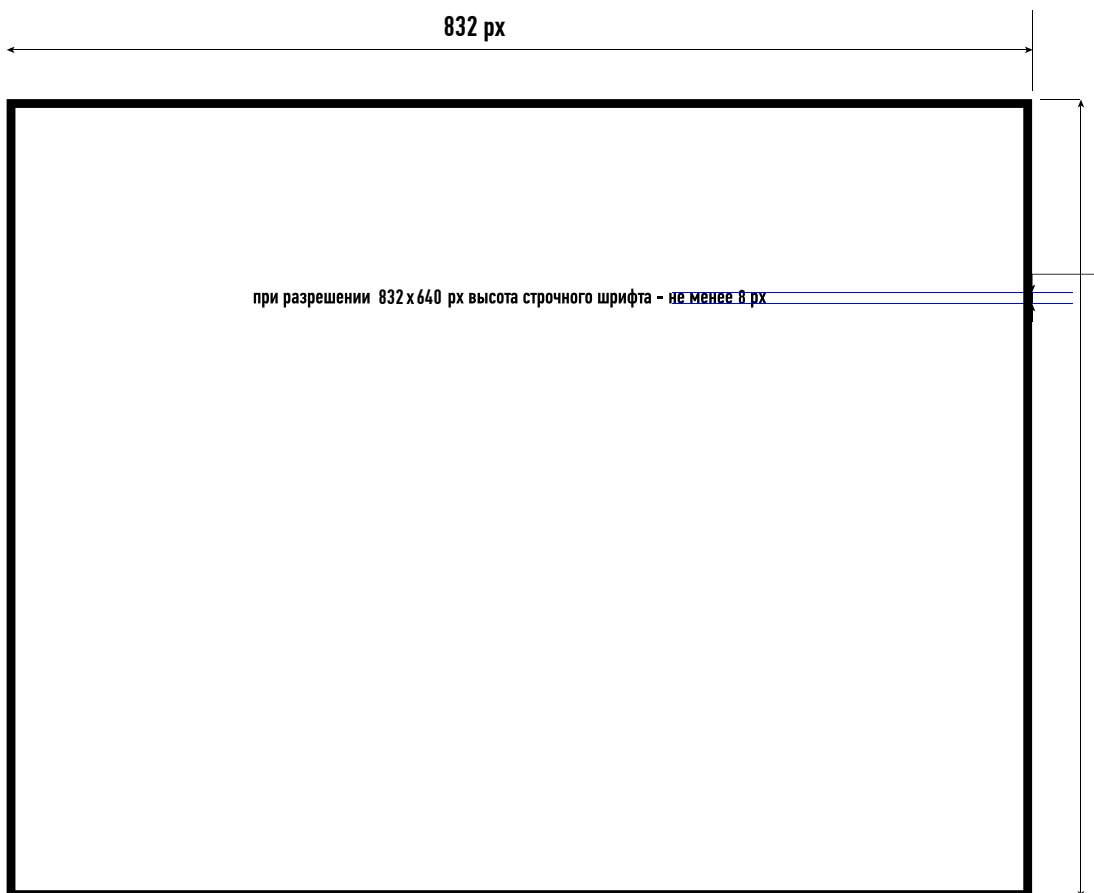 832 px
при разрешении 832 x 640 px высота строчного шрифта - не менее 8 px